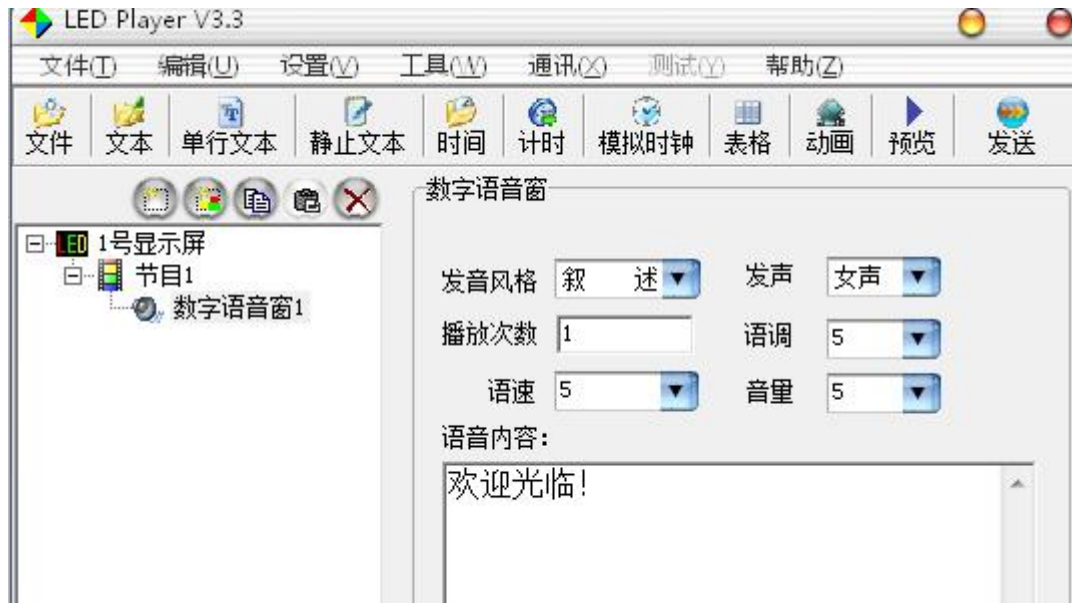 LED Player V3.3
文件(T) 编辑(U) 设置(V) 工具(W) 通讯(X) 测试(Y) 帮助(Z)
文件 文本 单行文本 静止文本 时间 计时 模拟时钟 表格 动画 预览 发送
数字语音窗
LED 1号显示屏
节目1
数字语音窗1
发音风格 叙 述 发声 女声
播放次数 1 语调 5
语速 5 音量 5
语音内容:
欢迎光临!